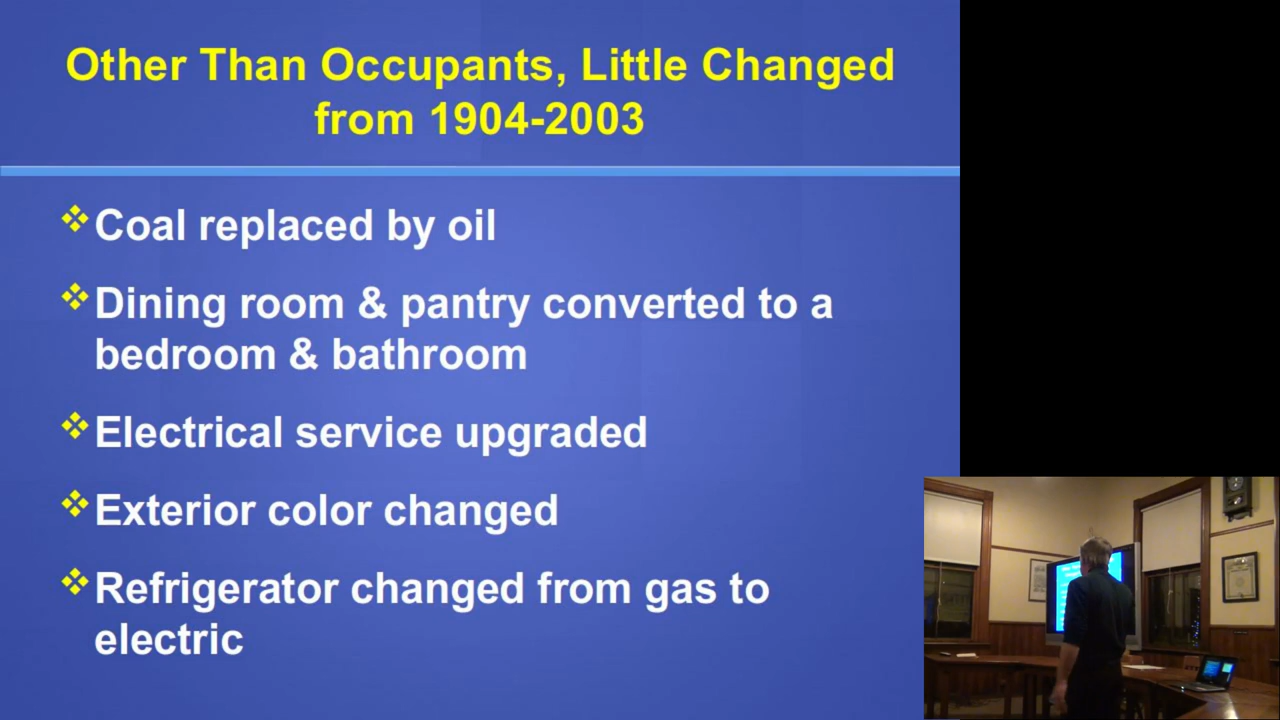 Other Than Occupants, Little Changed
from 1904-2003
Coal replaced by oil
Dining room & pantry converted to a
bedroom & bathroom
Electrical service upgraded
Exterior color changed
Refrigerator changed from gas to
electric